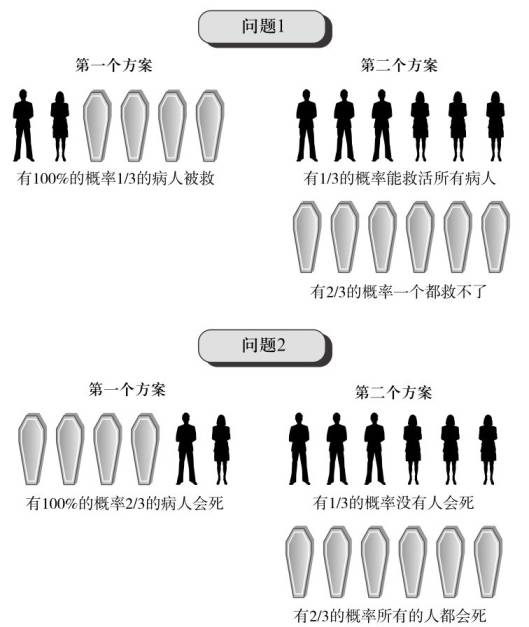 问题1
第一个方案
第二个方案
有100%的概率1/3的病人被救
有1/3的概率能救活所有病人
有2/3的概率一个都救不了
问题2
第一个方案
第二个方案
有100%的概率2/3的病人会死
有1/3的概率没有人会死
有2/3的概率所有的人都会死